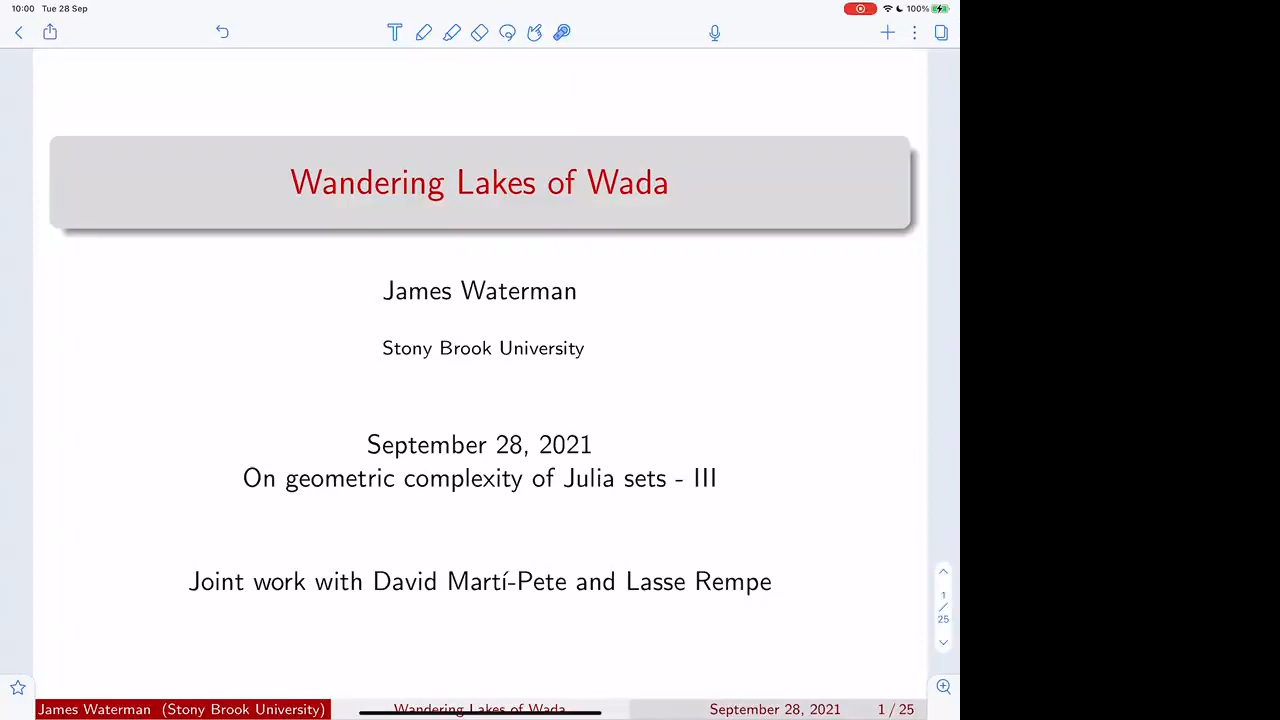 10:00 Tue 28 Sep 100%
Wandering Lakes of Wada
James Waterman
Stony Brook University
September 28, 2021
On geometric complexity of Julia sets - III
Joint work with David Martí-Pete and Lasse Rempe
1
/
25
James Waterman (Stony Brook University) Wandering Lakes of Wada September 28, 2021 1 / 25